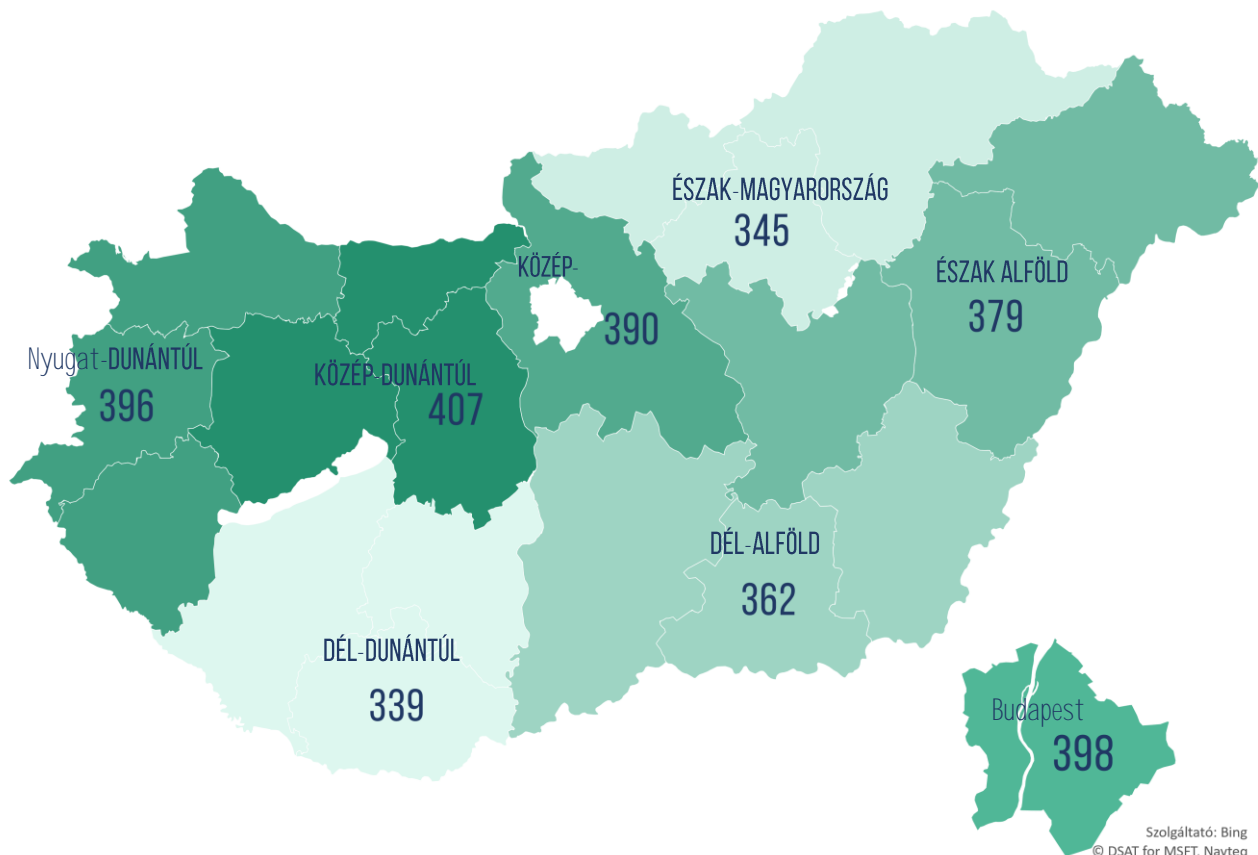 ÉSZAK-MAGYARORSZÁG
345
KÖZÉP-
390
ÉSZAK ALFÖLD
379
Nyugat-DUNÁNTÚL
396
KÖZÉP-DUNÁNTÚL
407
DÉL-ALFÖLD
362
DÉL-DUNÁNTÚL
339
Budapest
398
Szolgáltató: Bing
© DSAT for MSFT, Navteq